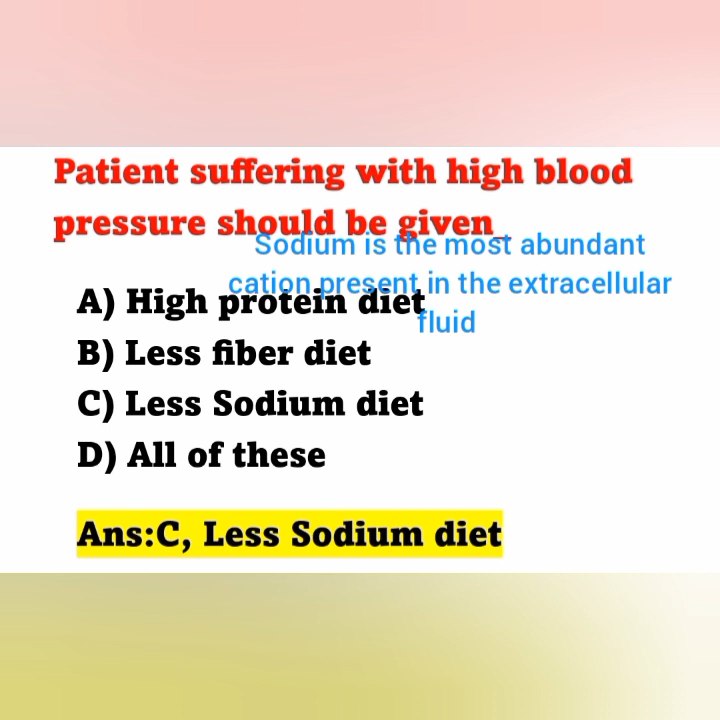 Patient suffering with high blood
pressure should be given_
Sodium is the most abundant
cation present in the extracellular
fluid
A) High protein diet
B) Less fiber diet
C) Less Sodium diet
D) All of these
Ans:C, Less Sodium diet